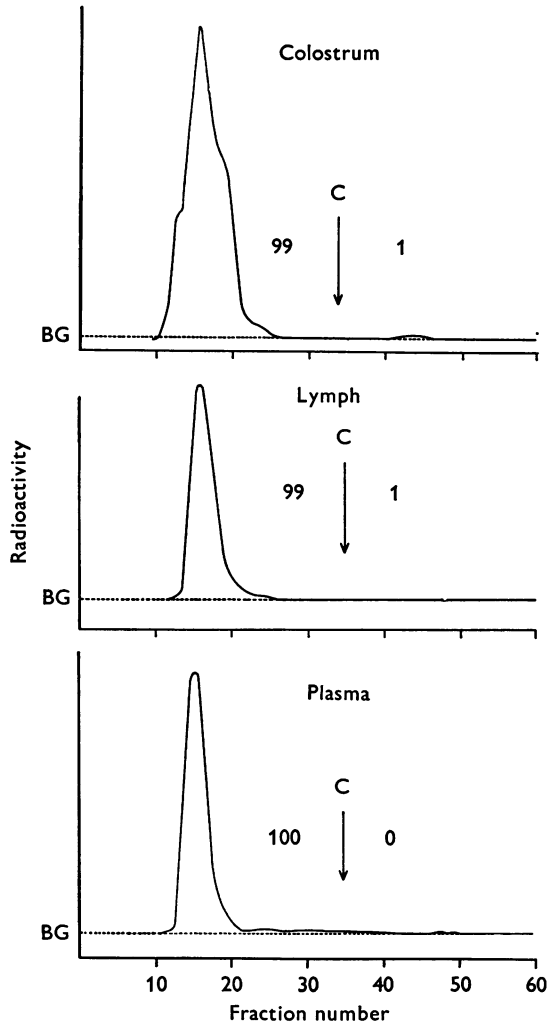 Colostrum
C
99 1
BG
Lymph
C
99 1
BG
Radioactivity
Plasma
C
100 0
BG
10 20 30 40 50 60
Fraction number